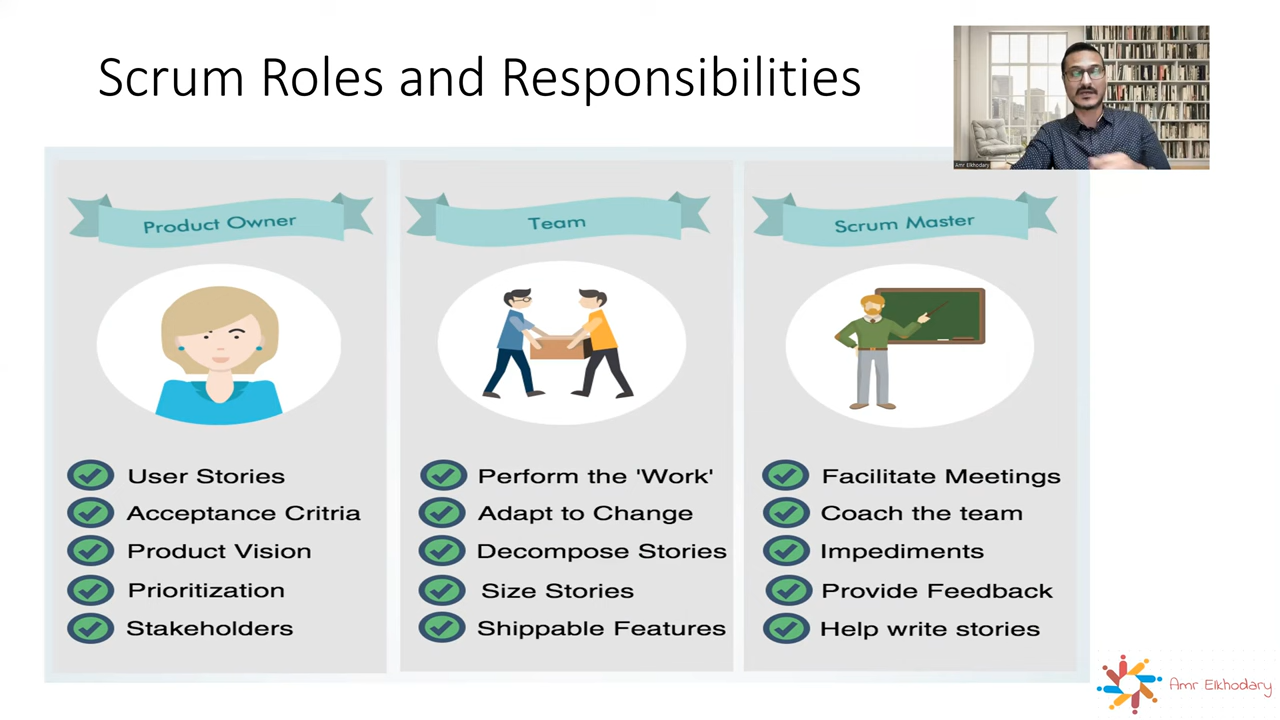 Scrum Roles and Responsibilities
Amr Elkhodary
Product Owner
User Stories
Acceptance Critria
Product Vision
Prioritization
Stakeholders
Team
Perform the 'Work'
Adapt to Change
Decompose Stories
Size Stories
Shippable Features
Scrum Master
Facilitate Meetings
Coach the team
Impediments
Provide Feedback
Help write stories
Amr Elkhodary